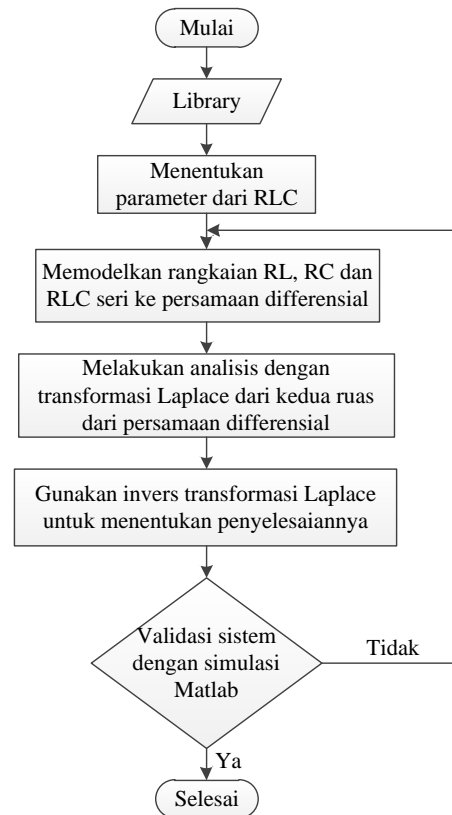 Mulai
Library
Menentukan
parameter dari RLC
Memodelkan rangkaian RL, RC dan
RLC seri ke persamaan differensial
Melakukan analisis dengan
transformasi Laplace dari kedua ruas
dari persamaan differensial
Gunakan invers transformasi Laplace
untuk menentukan penyelesaiannya
Validasi sistem
dengan simulasi
Matlab
Tidak
Ya
Selesai